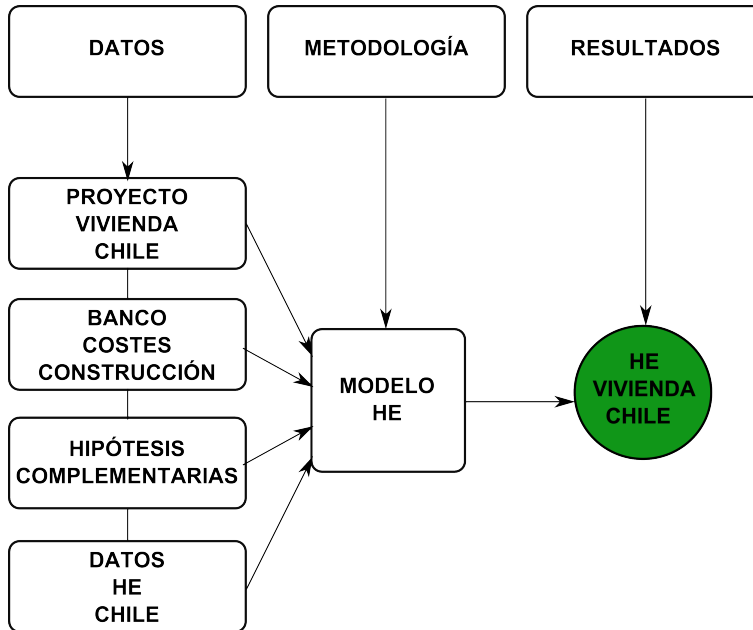 DATOS
METODOLOGÍA
RESULTADOS
PROYECTO
VIVIENDA
CHILE
BANCO
COSTES
CONSTRUCCIÓN
HIPÓTESIS
COMPLEMENTARIAS
DATOS
HE
CHILE
MODELO
HE
HE
VIVIENDA
CHILE